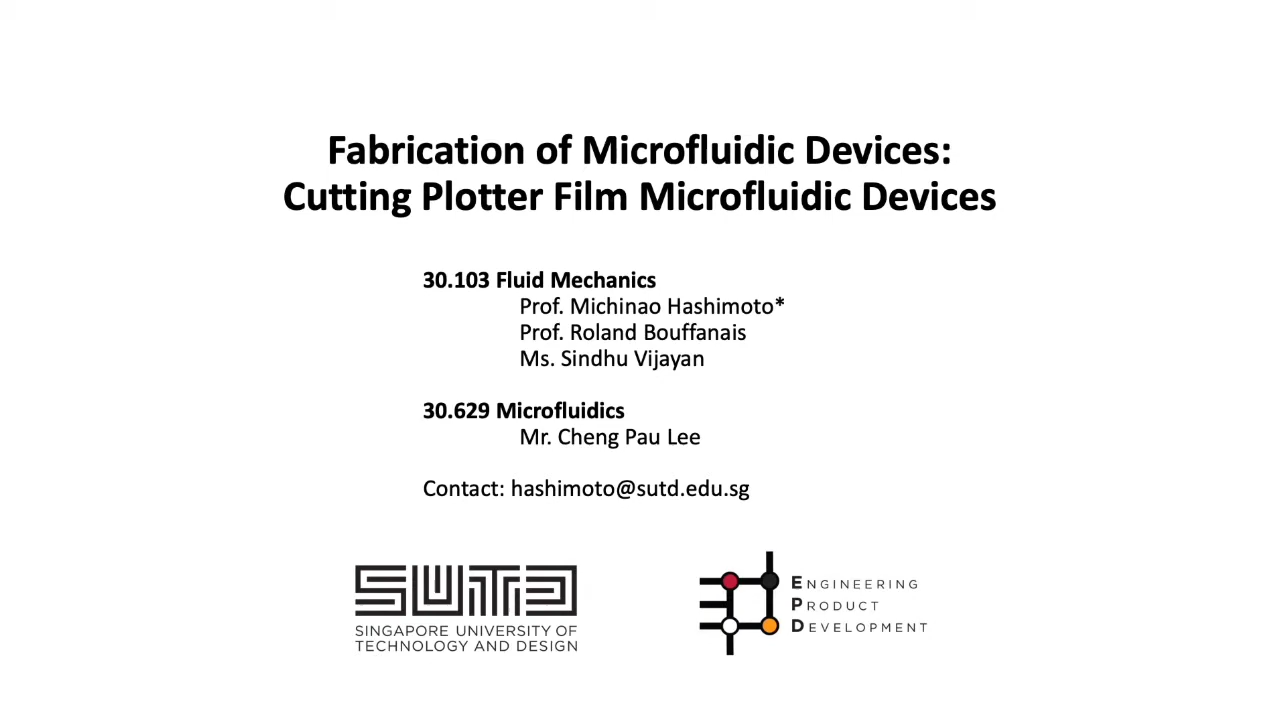 Fabrication of Microfluidic Devices:
Cutting Plotter Film Microfluidic Devices
30.103 Fluid Mechanics
Prof. Michinao Hashimoto*
Prof. Roland Bouffanais
Ms. Sindhu Vijayan
30.629 Microfluidics
Mr. Cheng Pau Lee
Contact: hashimoto@sutd.edu.sg
SUTD
SINGAPORE UNIVERSITY OF
TECHNOLOGY AND DESIGN
ENGINEERING
PRODUCT
DEVELOPMENT